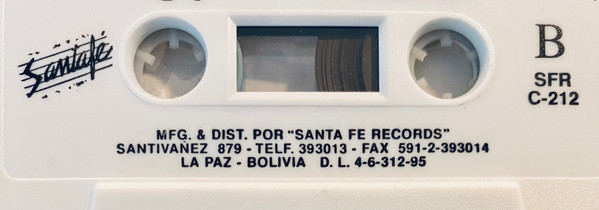 Santafe
B
SFR
C-212
MFG. & DIST. POR "SANTA FE RECORDS"
SANTIVAÑEZ 879 - TELF. 393013 - FAX 591-2-393014
LA PAZ - BOLIVIA D. L. 4-6-312-95